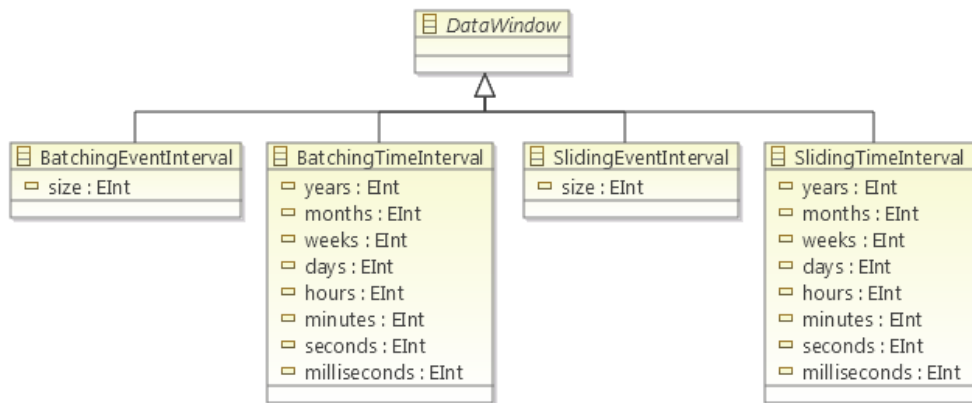 DataWindow
BatchingEventInterval
size : EInt
BatchingTimeInterval
years : EInt
months : EInt
weeks : EInt
days : EInt
hours : EInt
minutes : EInt
seconds : EInt
milliseconds : EInt
SlidingEventInterval
size : EInt
SlidingTimeInterval
years : EInt
months : EInt
weeks : EInt
days : EInt
hours : EInt
minutes : EInt
seconds : EInt
milliseconds : EInt